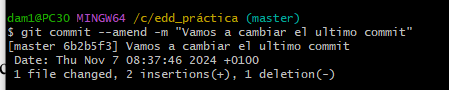 dam1@PC30 MINGW64 /c/edd_práctica (master)
$ git commit --amend -m "Vamos a cambiar el ultimo commit"
[master 6b2b5f3] Vamos a cambiar el ultimo commit
Date: Thu Nov 7 08:37:46 2024 +0100
1 file changed, 2 insertions(+), 1 deletion(-)